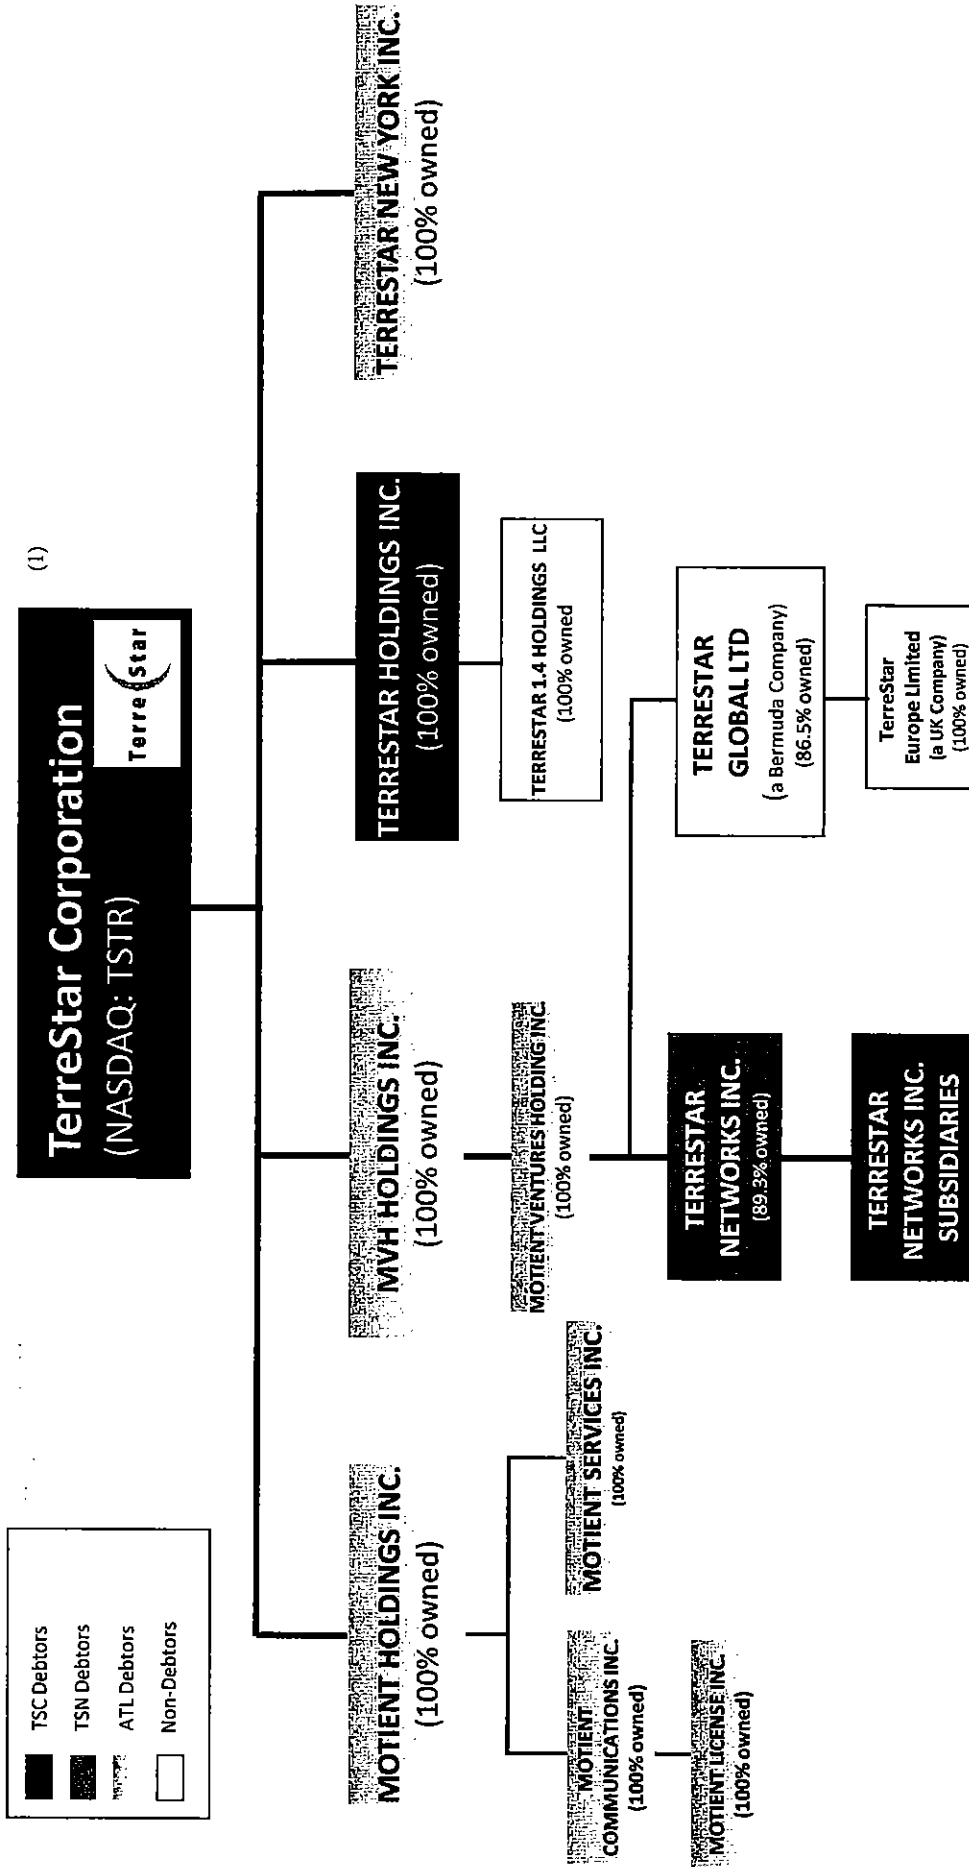 TSC Debtors
TSN Debtors
ATL Debtors
Non-Debtors
TerreStar Corporation
(NASDAQ: TSTR)
Terre Star
(1)
MOTIENT HOLDINGS INC.
(100% owned)
MVH HOLDINGS INC.
(100% owned)
TERRESTAR HOLDINGS INC.
(100% owned)
TERRESTAR NEW YORK INC.
(100% owned)
MOTIENT VENTURES HOLDING INC.
(100% owned)
TERRESTAR 1.4 HOLDINGS LLC
(100% owned
MOTIENT
COMMUNICATIONS INC.
(100% owned)
MOTIENT SERVICES INC.
(100% owned)
MOTIENT LICENSE INC.
(100% owned)
TERRESTAR
NETWORKS INC.
(89.3% owned)
TERRESTAR
GLOBAL LTD
(a Bermuda Company)
(86.5% owned)
TERRESTAR
NETWORKS INC.
SUBSIDIARIES
TerreStar
Europe Limited
(a UK Company)
(100% owned)